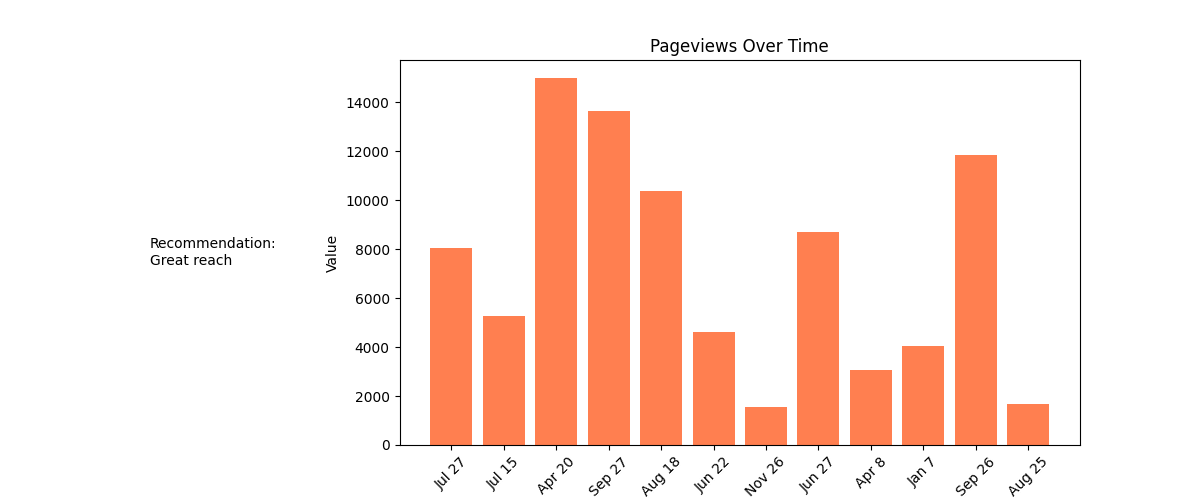 Pageviews Over Time
Recommendation:
Great reach
Value
14000
12000
10000
8000
6000
4000
2000
0
Jul 27
Jul 15
Apr 20
Sep 27
Aug 18
Jun 22
Nov 26
Jun 27
Apr 8
Jan 7
Sep 26
Aug 25